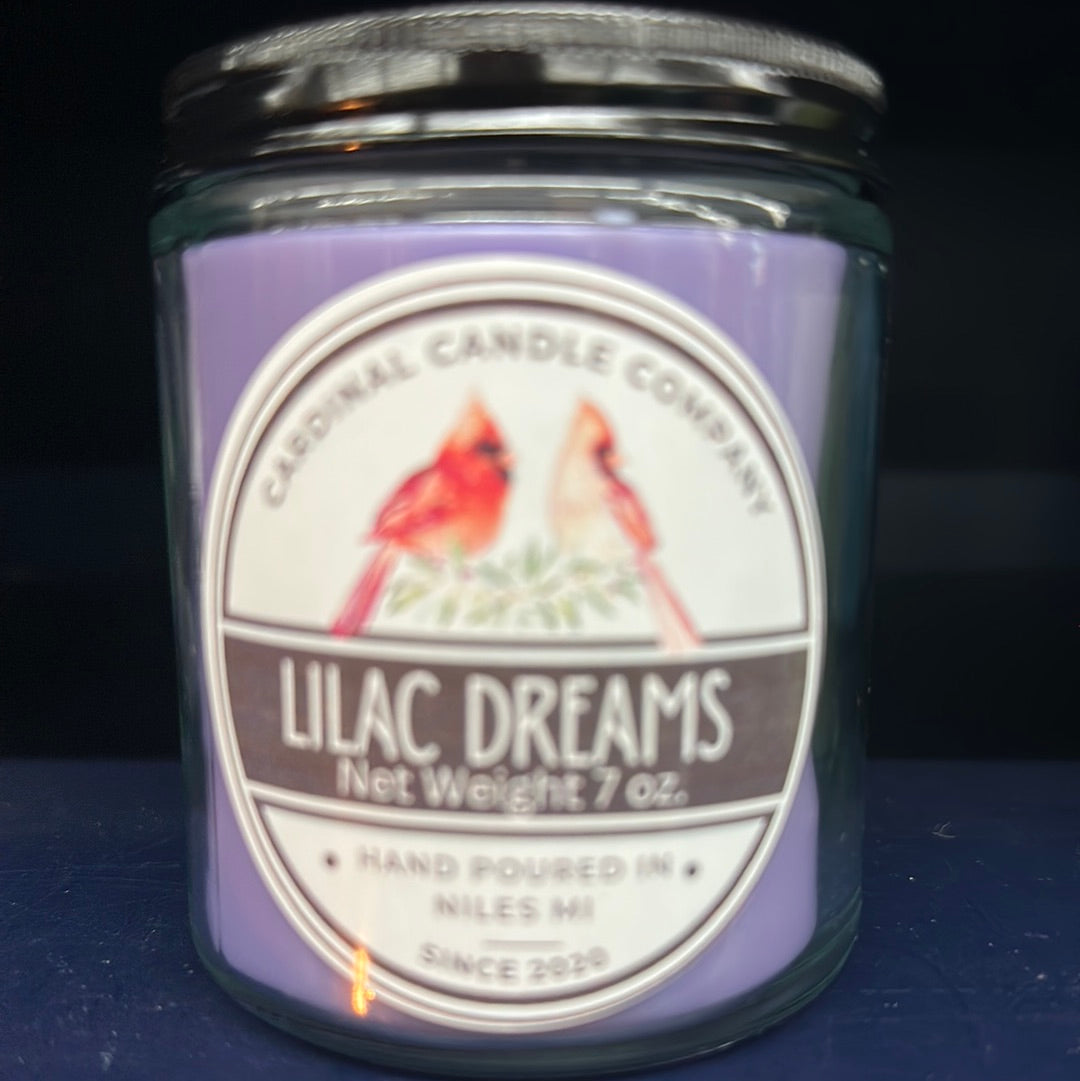 CARDINAL CANDLE COMPANY
LILAC DREAMS
Net Weight 7 oz.
• HAND POURED IN •
NILES MI
SINCE 2020